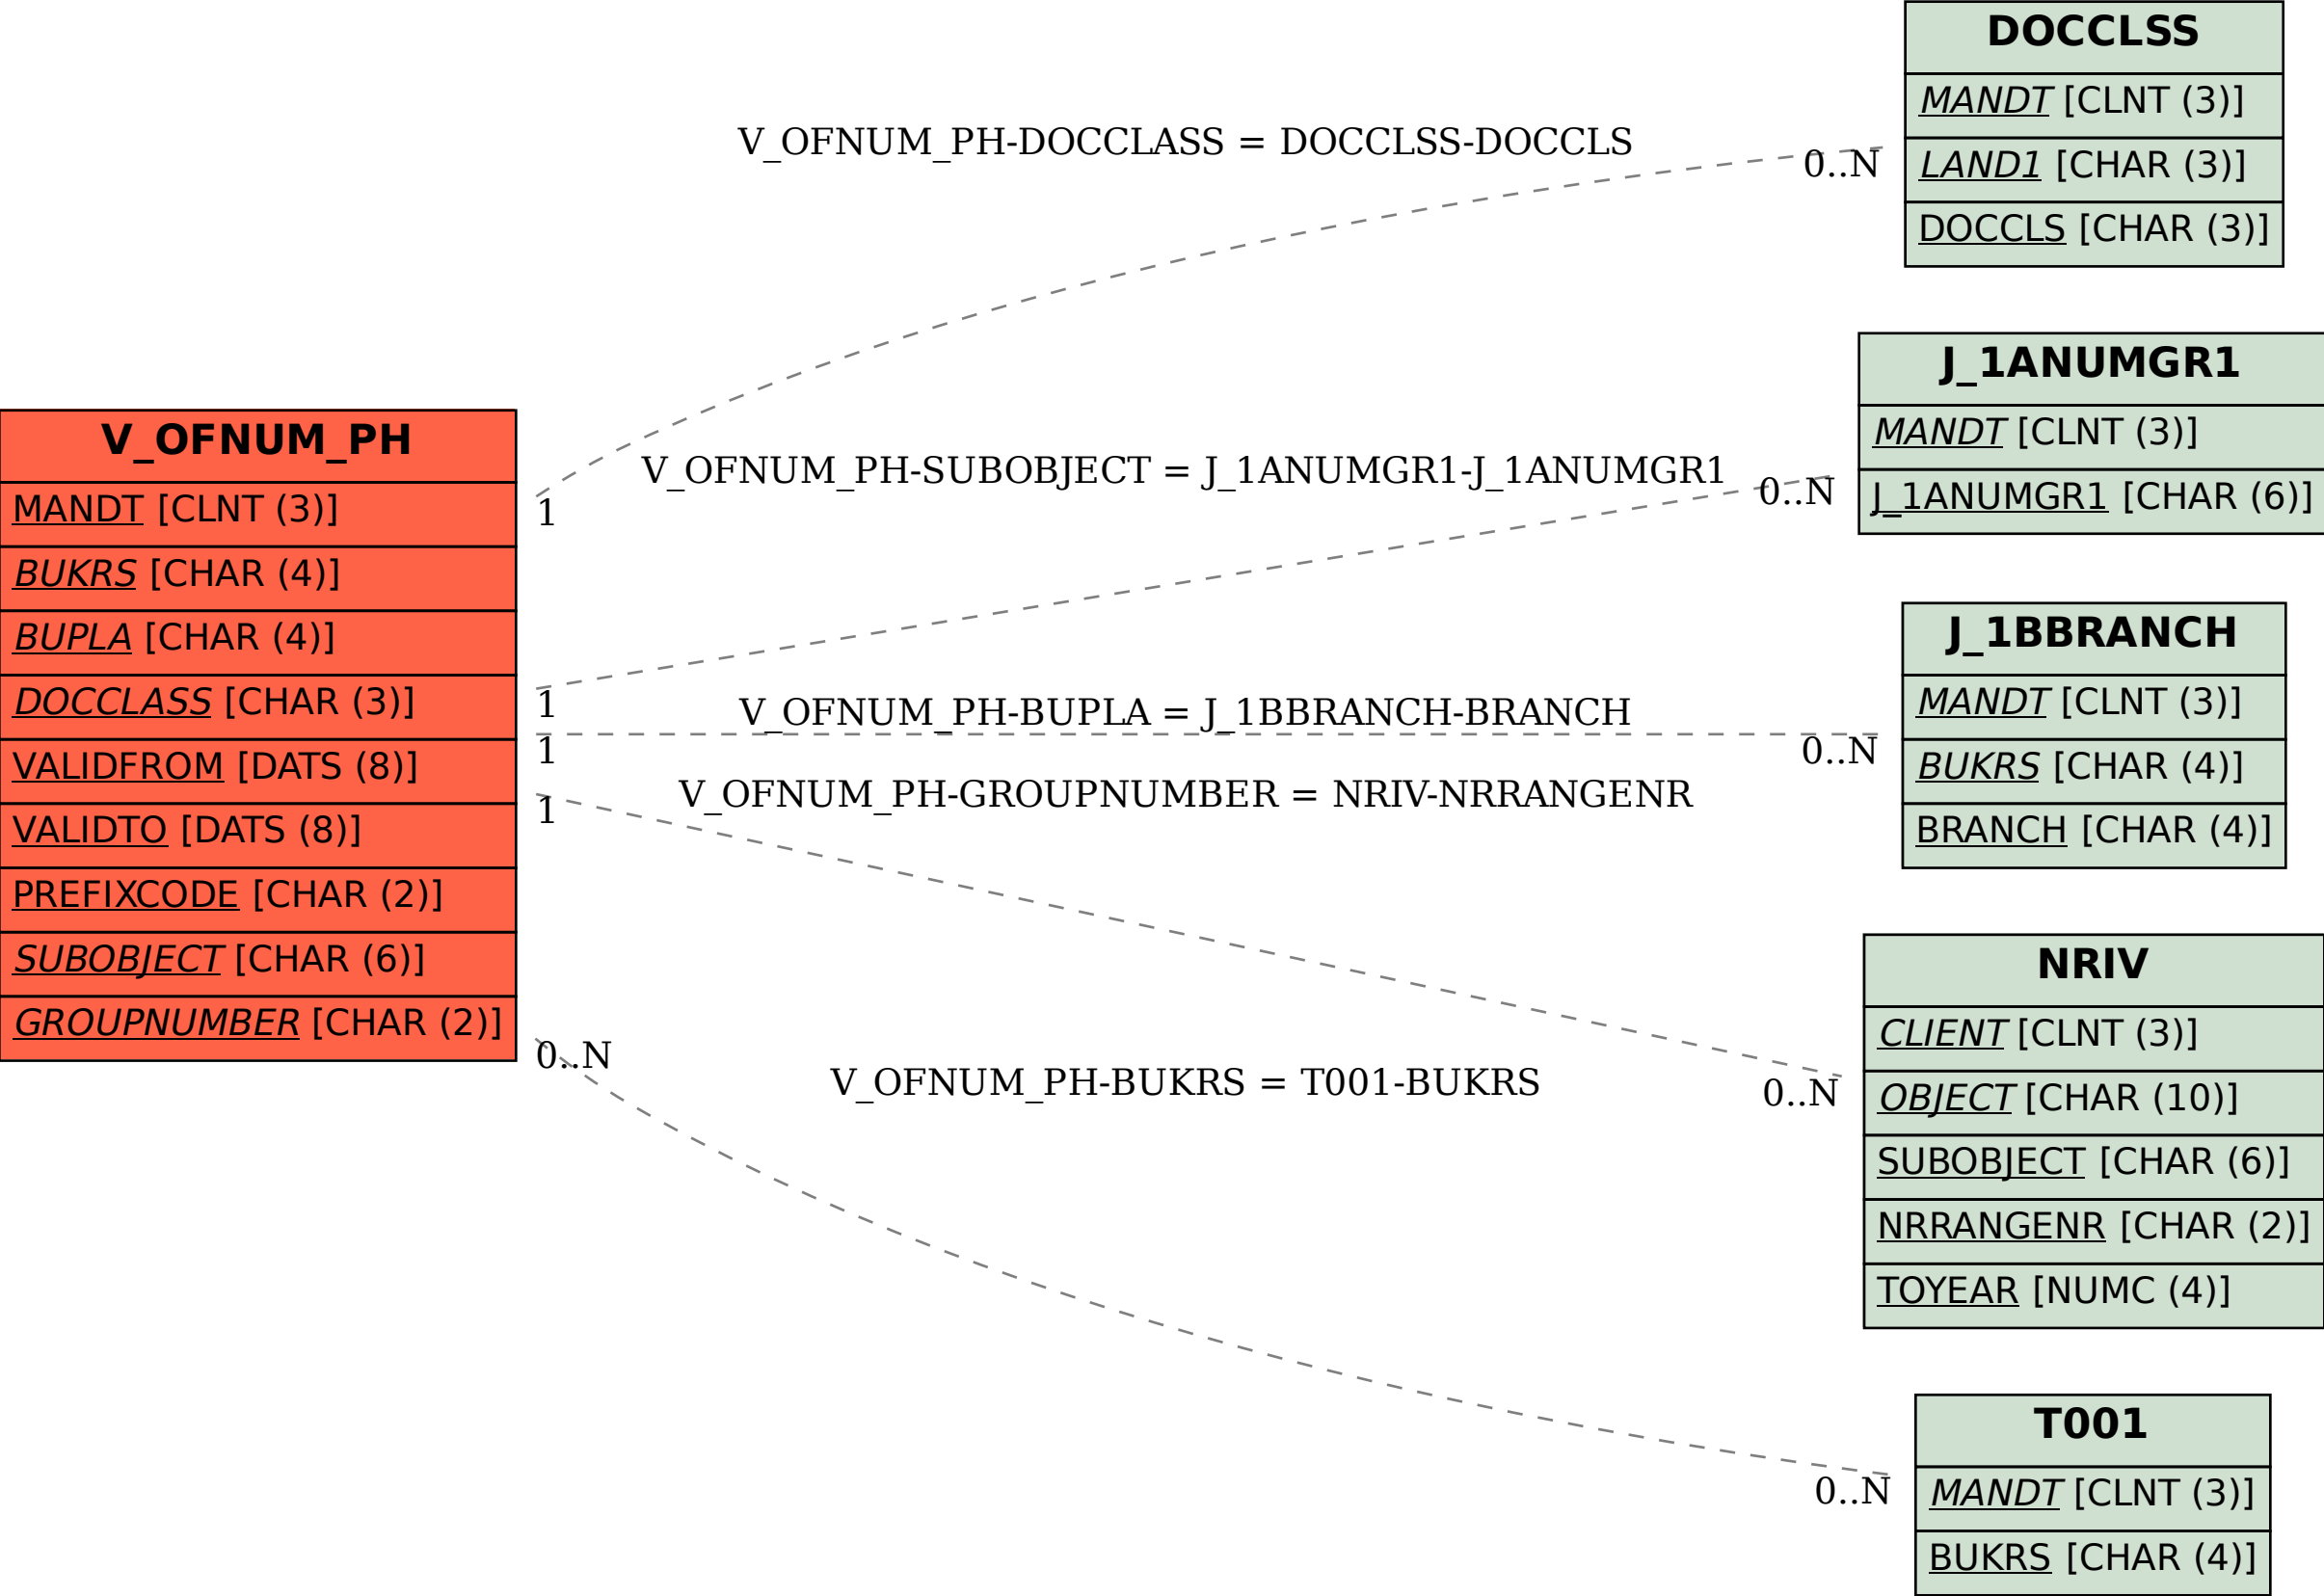 V_OFNUM_PH
MANDT [CLNT (3)]
BUKRS [CHAR (4)]
BUPLA [CHAR (4)]
DOCCLASS [CHAR (3)]
VALIDFROM [DATS (8)]
VALIDTO [DATS (8)]
PREFIXCODE [CHAR (2)]
SUBOBJECT [CHAR (6)]
GROUPNUMBER [CHAR (2)]
V_OFNUM_PH-DOCCLASS = DOCCLSS-DOCCLS
1
0..N
V_OFNUM_PH-SUBOBJECT = J_1ANUMGR1-J_1ANUMGR1
1
0..N
V_OFNUM_PH-BUPLA = J_1BBRANCH-BRANCH
1
0..N
V_OFNUM_PH-GROUPNUMBER = NRIV-NRRANGENR
1
0..N
V_OFNUM_PH-BUKRS = T001-BUKRS
0..N
0..N
DOCCLSS
MANDT [CLNT (3)]
LAND1 [CHAR (3)]
DOCCLS [CHAR (3)]
J_1ANUMGR1
MANDT [CLNT (3)]
J_1ANUMGR1 [CHAR (6)]
J_1BBRANCH
MANDT [CLNT (3)]
BUKRS [CHAR (4)]
BRANCH [CHAR (4)]
NRIV
CLIENT [CLNT (3)]
OBJECT [CHAR (10)]
SUBOBJECT [CHAR (6)]
NRRANGENR [CHAR (2)]
TOYEAR [NUMC (4)]
T001
MANDT [CLNT (3)]
BUKRS [CHAR (4)]